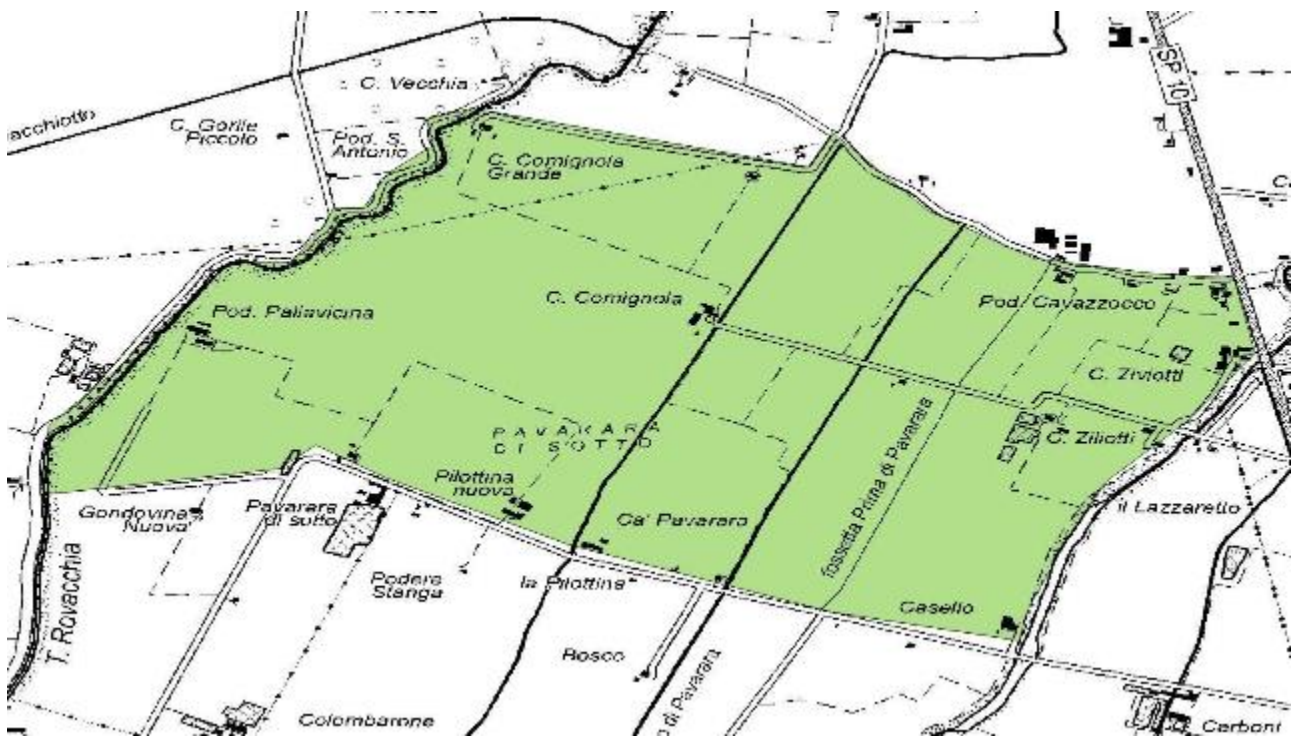 C. Vecchia
SP 10
acchiotto
C. Gorile
Piccolo
Pod. S.
Antonio
C. Comignola
Grande
C. Comignola
Pod. Cavazzocco
Pod. Pallavicina
C. Ziviotti
PAVARARA
DI SOTTO
C. Ziliotti
fossetta Prima di Pavarara
Pilottina
nuova
Gondovina
Nuova
Pavarara
di sotto
Ca' Pavarara
il Lazzaretto
T. Rovacchia
Podere
Stanga
la Pilottina
Casello
Bosco
o di Pavarara
Colombarone
Cerboni